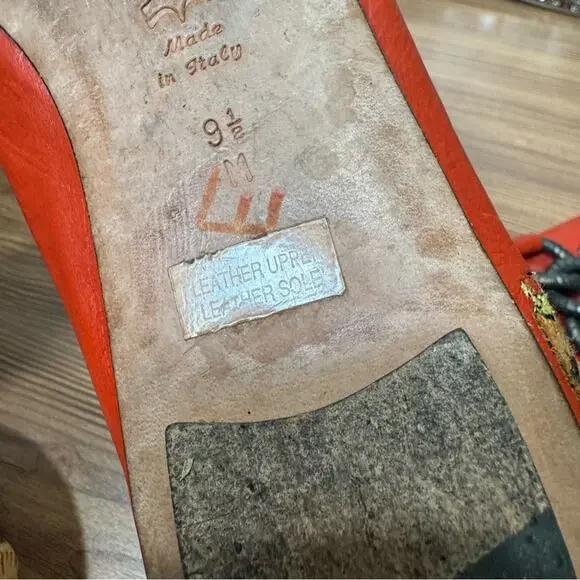 Made
in Italy
9 1/2
M
LEATHER UPPER
LEATHER SOLE